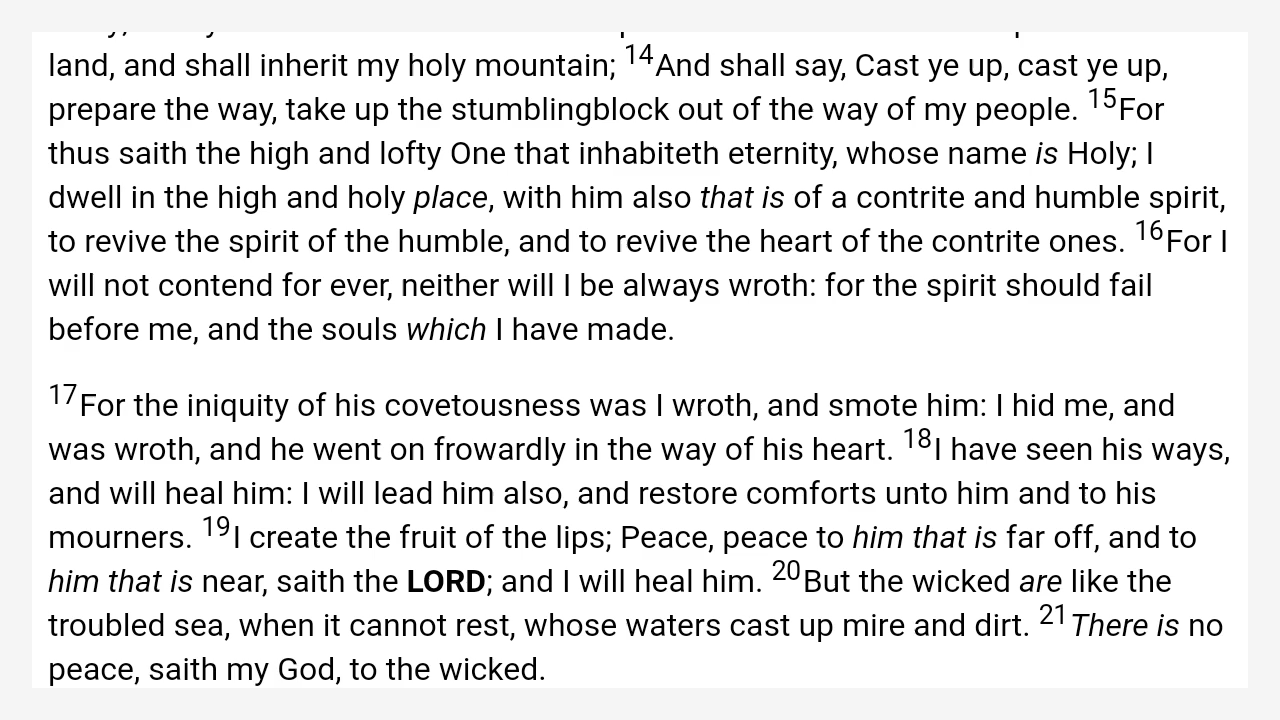 land, and shall inherit my holy mountain; 14And shall say, Cast ye up, cast ye up,
prepare the way, take up the stumblingblock out of the way of my people. 15For
thus saith the high and lofty One that inhabiteth eternity, whose name is Holy; I
dwell in the high and holy place, with him also that is of a contrite and humble spirit,
to revive the spirit of the humble, and to revive the heart of the contrite ones. 16For I
will not contend for ever, neither will I be always wroth: for the spirit should fail
before me, and the souls which I have made.
17For the iniquity of his covetousness was I wroth, and smote him: I hid me, and
was wroth, and he went on frowardly in the way of his heart. 18I have seen his ways,
and will heal him: I will lead him also, and restore comforts unto him and to his
mourners. 19I create the fruit of the lips; Peace, peace to him that is far off, and to
him that is near, saith the LORD; and I will heal him. 20But the wicked are like the
troubled sea, when it cannot rest, whose waters cast up mire and dirt. 21There is no
peace, saith my God, to the wicked.